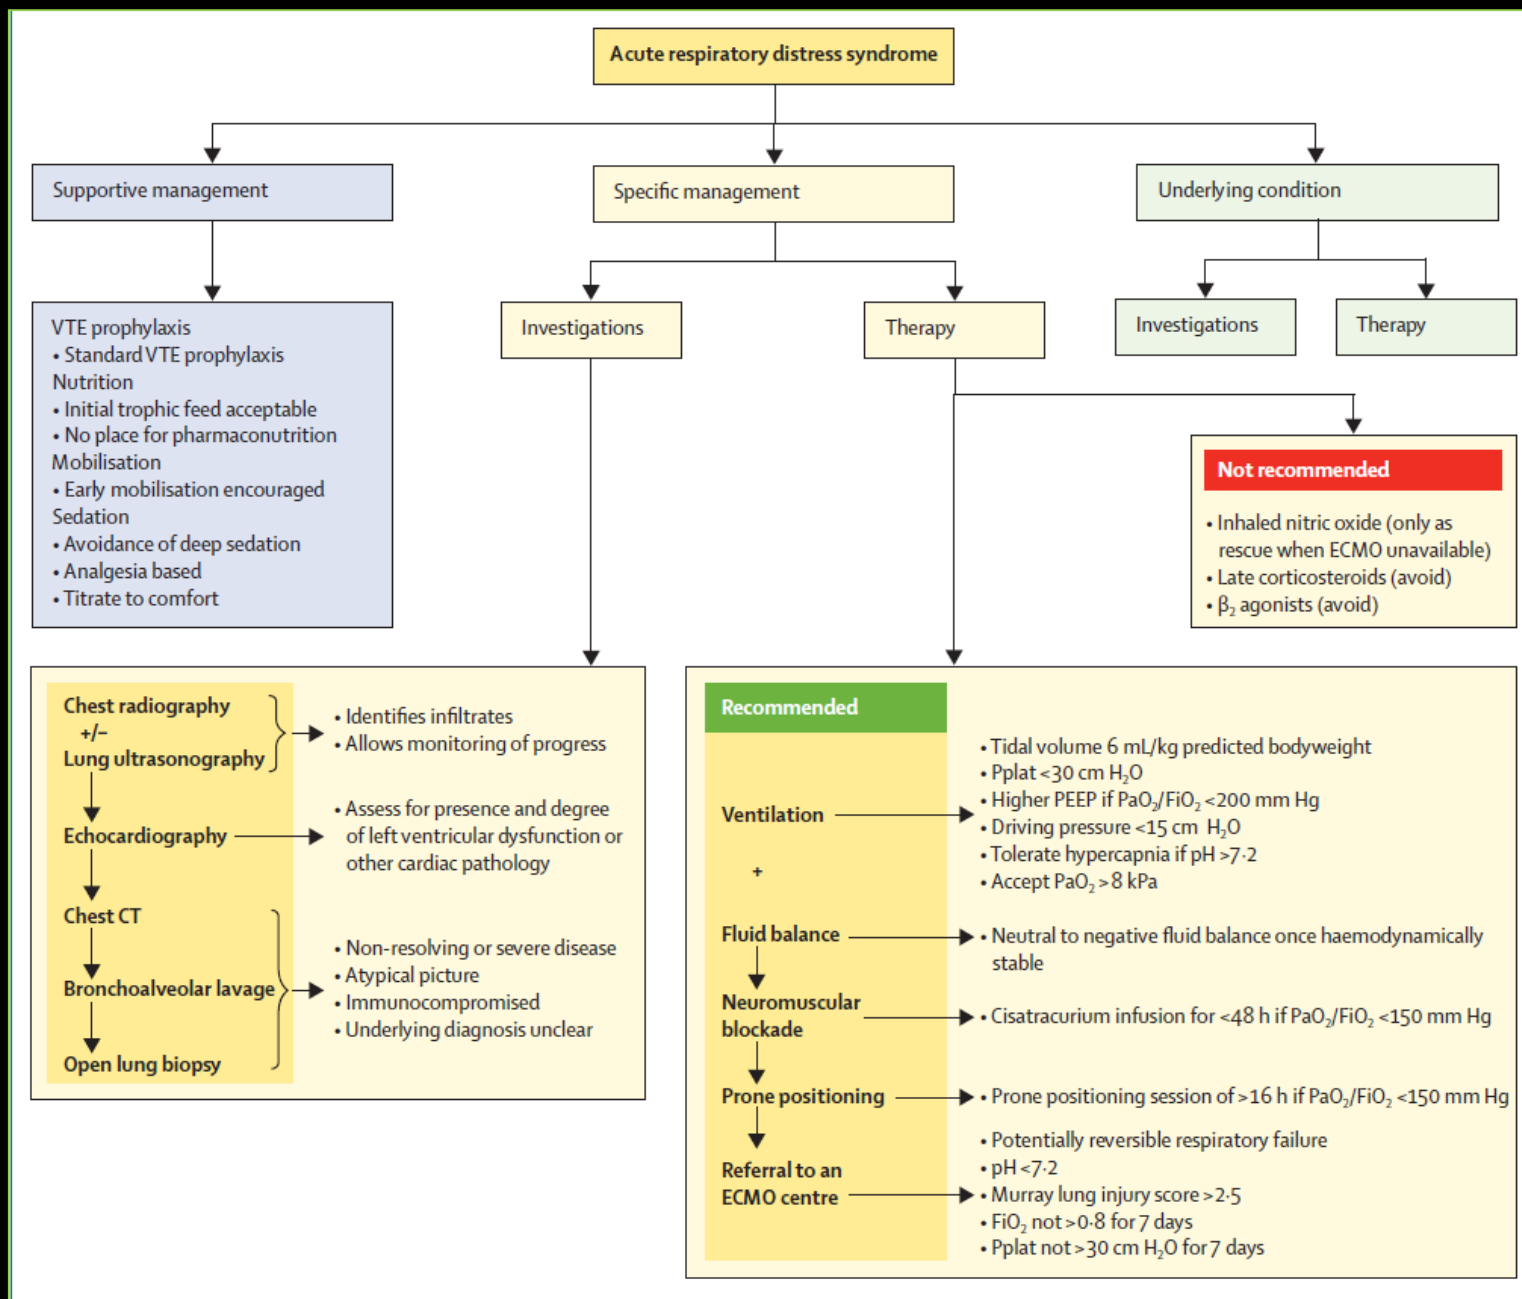 Acute respiratory distress syndrome
Supportive management
Specific management
Underlying condition
VTE prophylaxis
• Standard VTE prophylaxis
Nutrition
• Initial trophic feed acceptable
• No place for pharmaconutrition
Mobilisation
• Early mobilisation encouraged
Sedation
• Avoidance of deep sedation
• Analgesia based
• Titrate to comfort
Investigations
Therapy
Investigations
Therapy
Not recommended
• Inhaled nitric oxide (only as
rescue when ECMO unavailable)
• Late corticosteroids (avoid)
• β₂ agonists (avoid)
Chest radiography
+/–
Lung ultrasonography
• Identifies infiltrates
• Allows monitoring of progress
Echocardiography
• Assess for presence and degree
of left ventricular dysfunction or
other cardiac pathology
Chest CT
Bronchoalveolar lavage
Open lung biopsy
• Non-resolving or severe disease
• Atypical picture
• Immunocompromised
• Underlying diagnosis unclear
Recommended
Ventilation
• Tidal volume 6 mL/kg predicted bodyweight
• Pplat <30 cm H₂O
• Higher PEEP if PaO₂/FiO₂ <200 mm Hg
• Driving pressure <15 cm H₂O
• Tolerate hypercapnia if pH >7·2
• Accept PaO₂ >8 kPa
+
Fluid balance
• Neutral to negative fluid balance once haemodynamically
stable
Neuromuscular
blockade
• Cisatracurium infusion for <48 h if PaO₂/FiO₂ <150 mm Hg
Prone positioning
• Prone positioning session of >16 h if PaO₂/FiO₂ <150 mm Hg
Referral to an
ECMO centre
• Potentially reversible respiratory failure
• pH <7·2
• Murray lung injury score >2·5
• FiO₂ not >0·8 for 7 days
• Pplat not >30 cm H₂O for 7 days